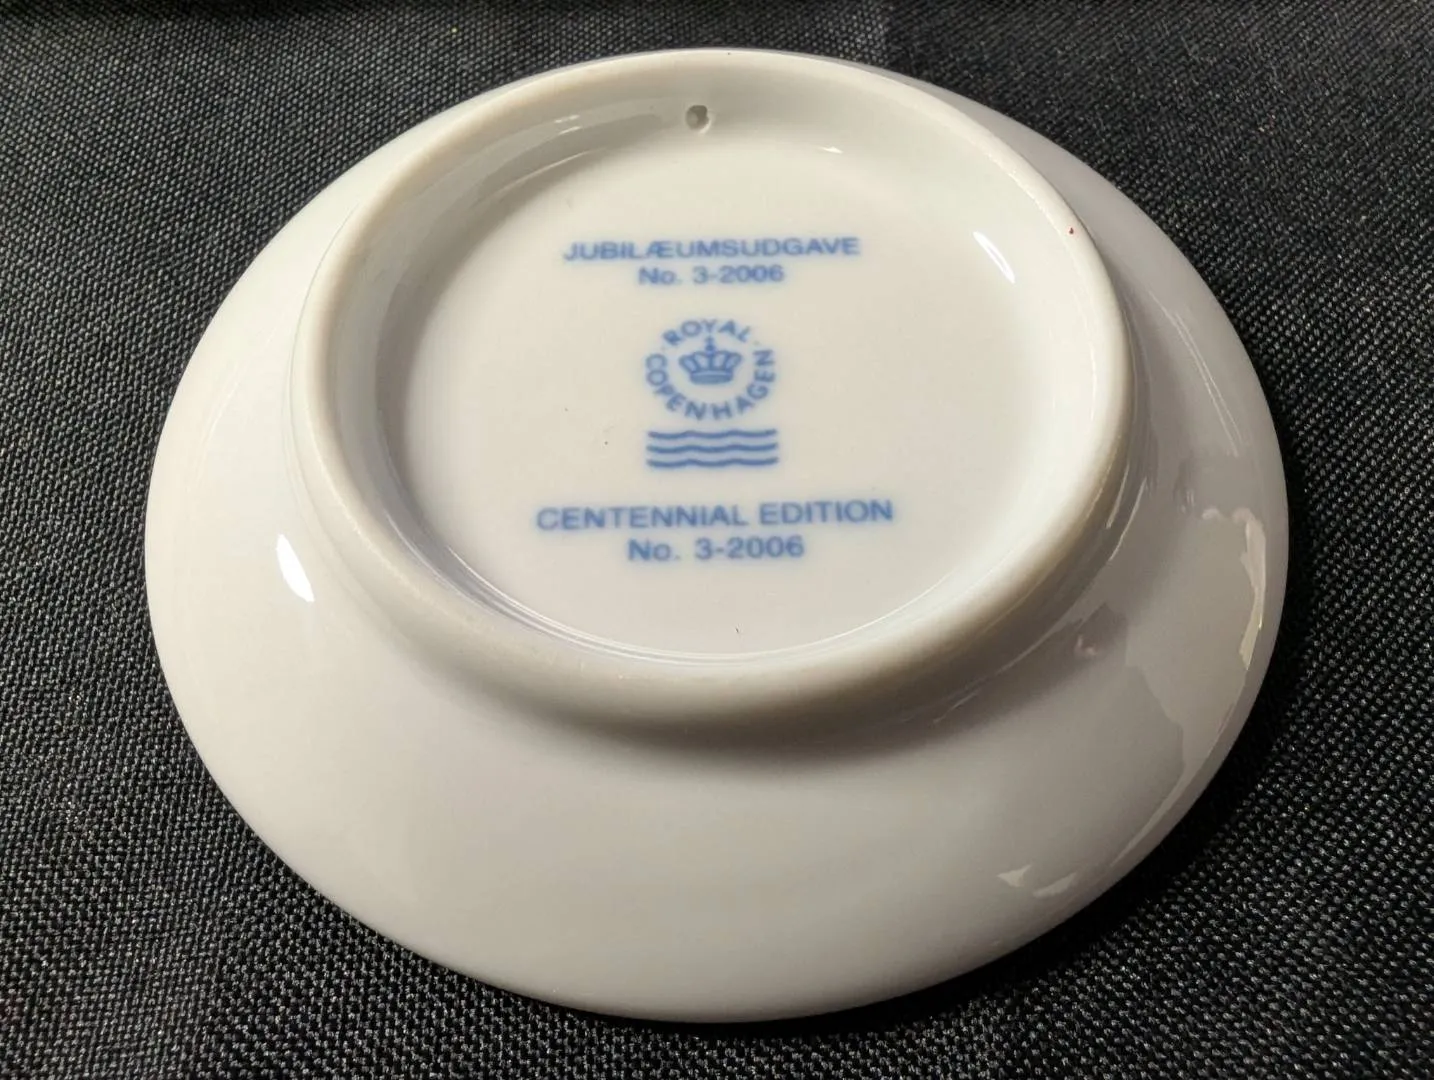 JUBILÆUMSUDGAVE
No. 3-2006
ROYAL
COPENHAGEN
CENTENNIAL EDITION
No. 3-2006